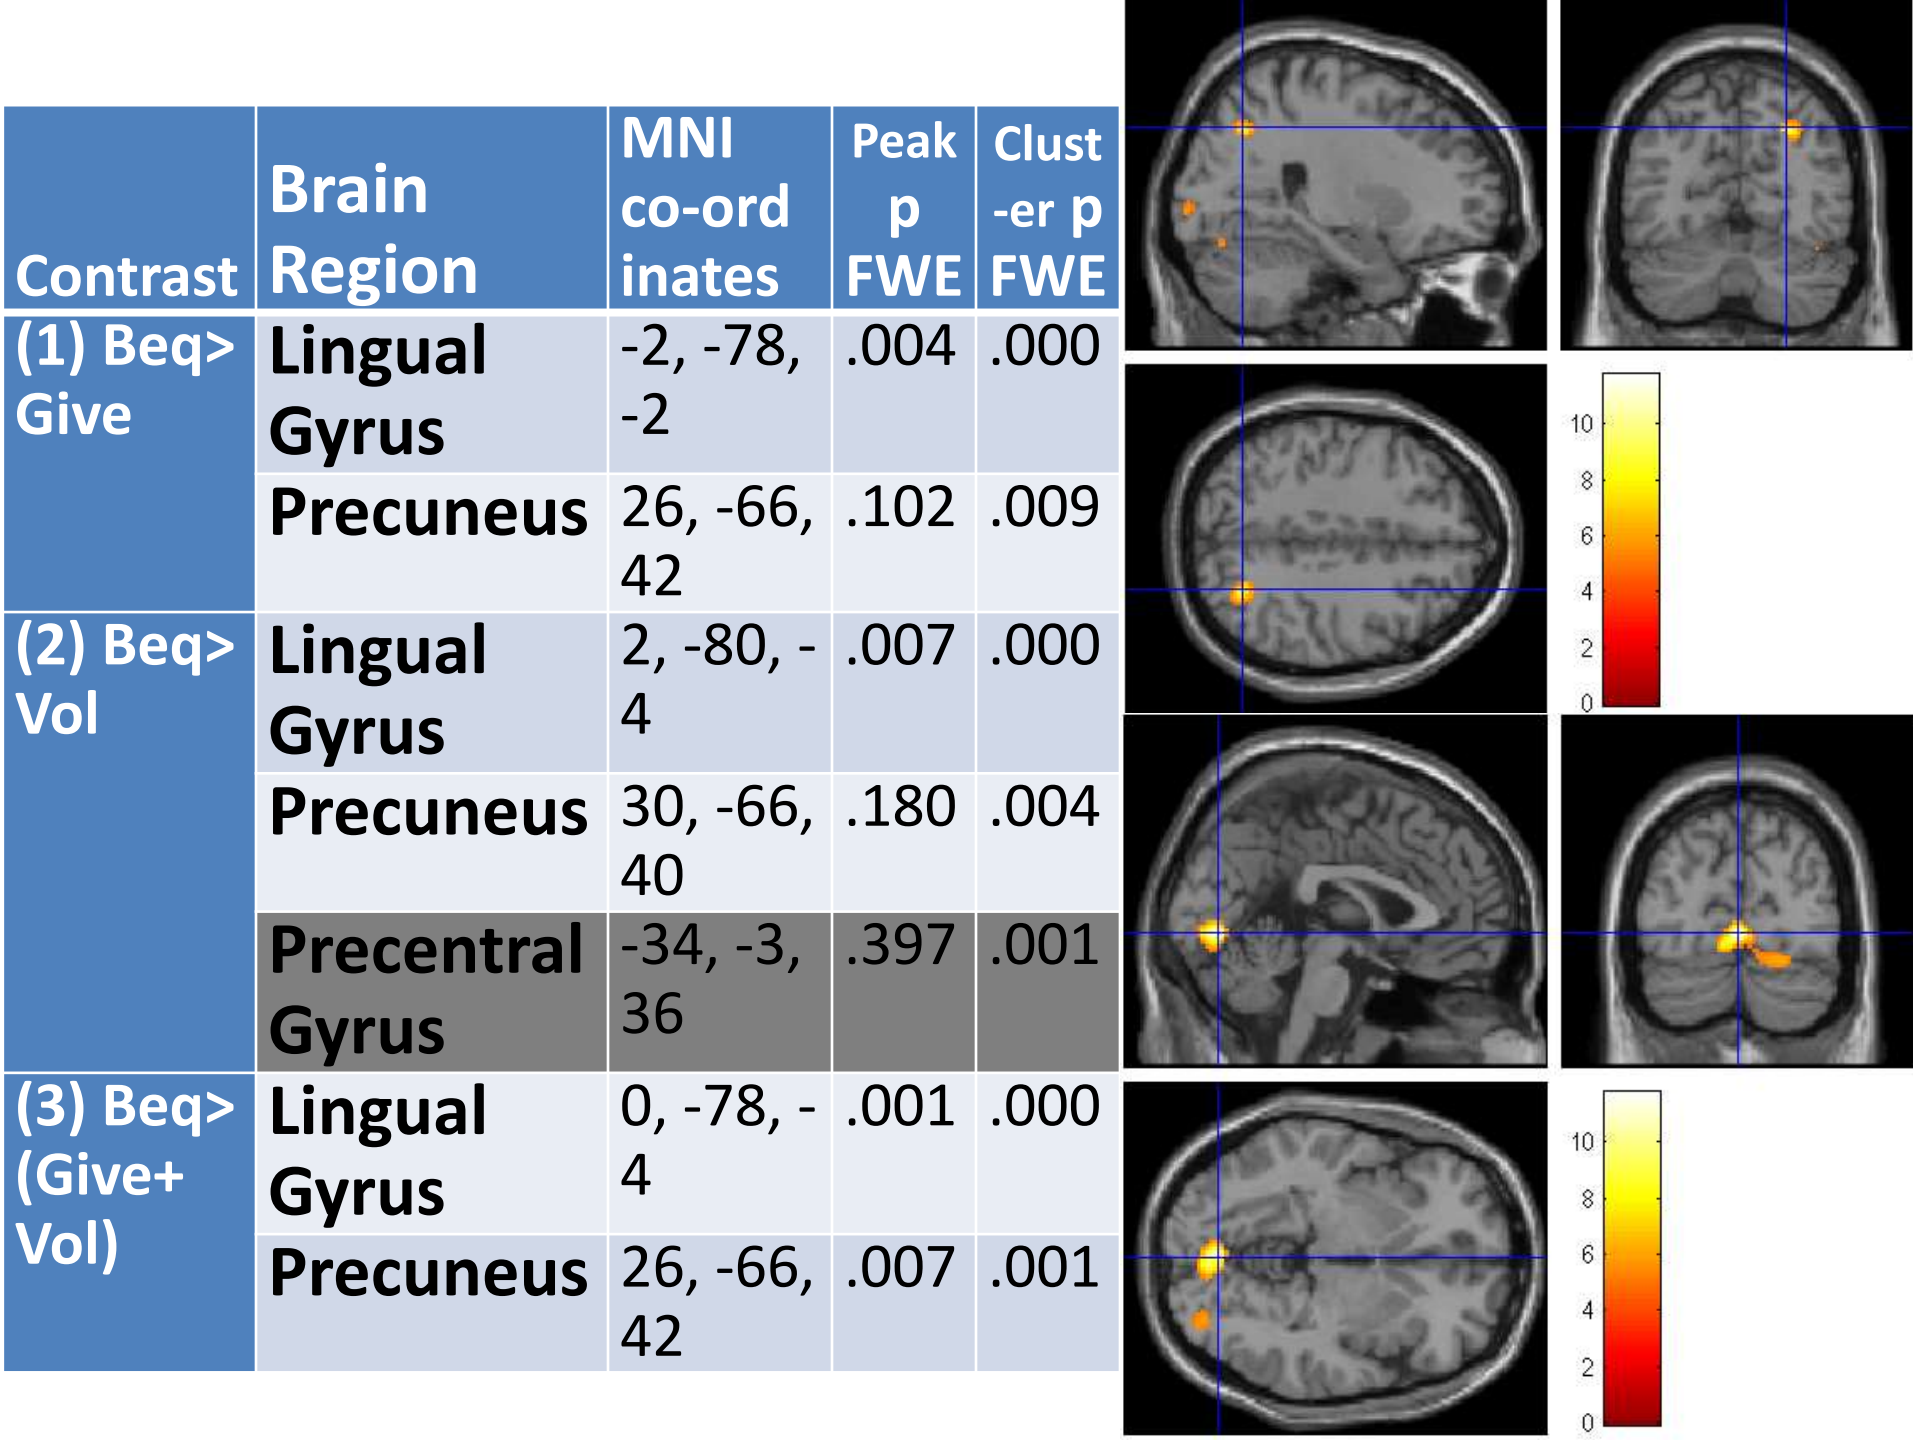 Contrast
Brain
Region
MNI
co-ord
inates
Peak
p
FWE
Clust
-er p
FWE
(1) Beq>
Give
Lingual
Gyrus
-2, -78,
-2
.004
.000
Precuneus
26, -66,
42
.102
.009
(2) Beq>
Vol
Lingual
Gyrus
2, -80, -
4
.007
.000
Precuneus
30, -66,
40
.180
.004
Precentral
Gyrus
-34, -3,
36
.397
.001
(3) Beq>
(Give+
Vol)
Lingual
Gyrus
0, -78, -
4
.001
.000
Precuneus
26, -66,
42
.007
.001
10
8
6
4
2
0
10
8
6
4
2
0